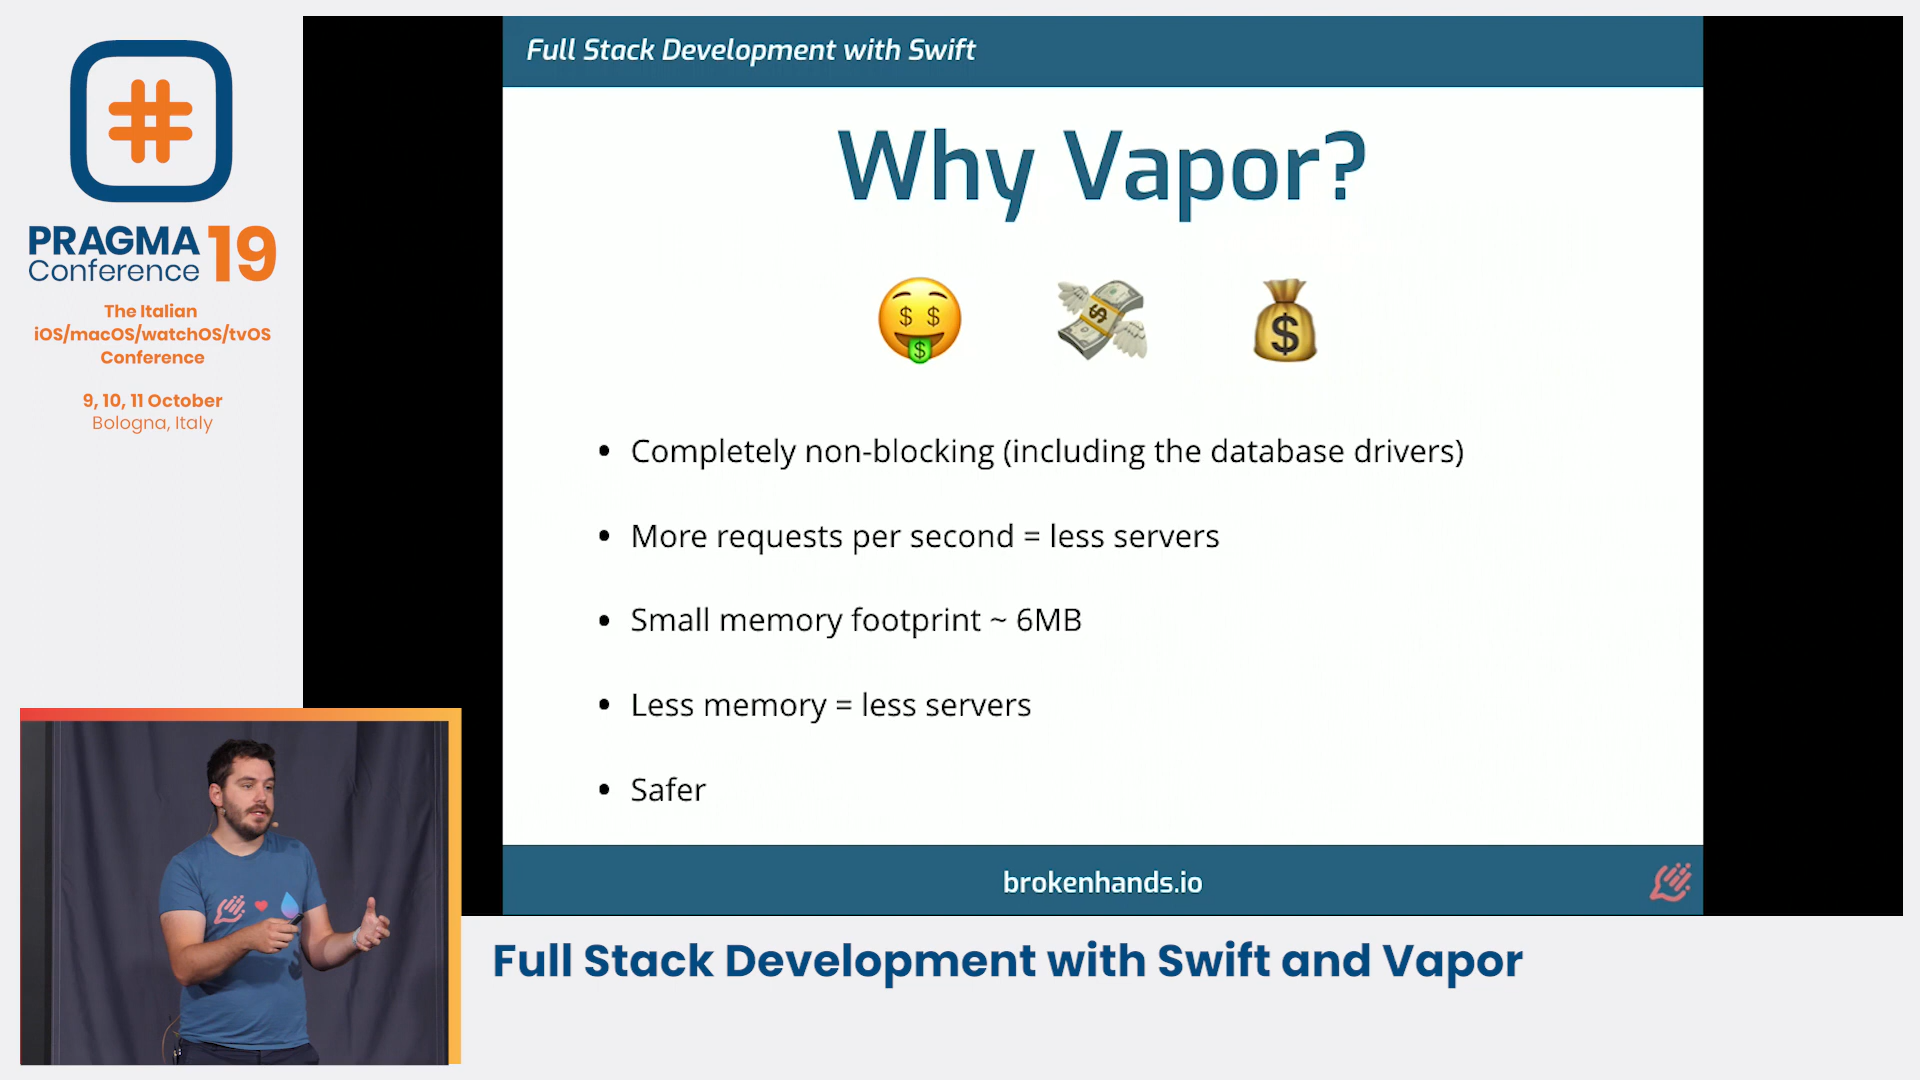 PRAGMA
Conference
19
The Italian
iOS/macOS/watchOS/tvOS
Conference
9, 10, 11 October
Bologna, Italy
Full Stack Development with Swift
Why Vapor?
• Completely non-blocking (including the database drivers)
• More requests per second = less servers
• Small memory footprint ~ 6MB
• Less memory = less servers
• Safer
brokenhands.io
Full Stack Development with Swift and Vapor